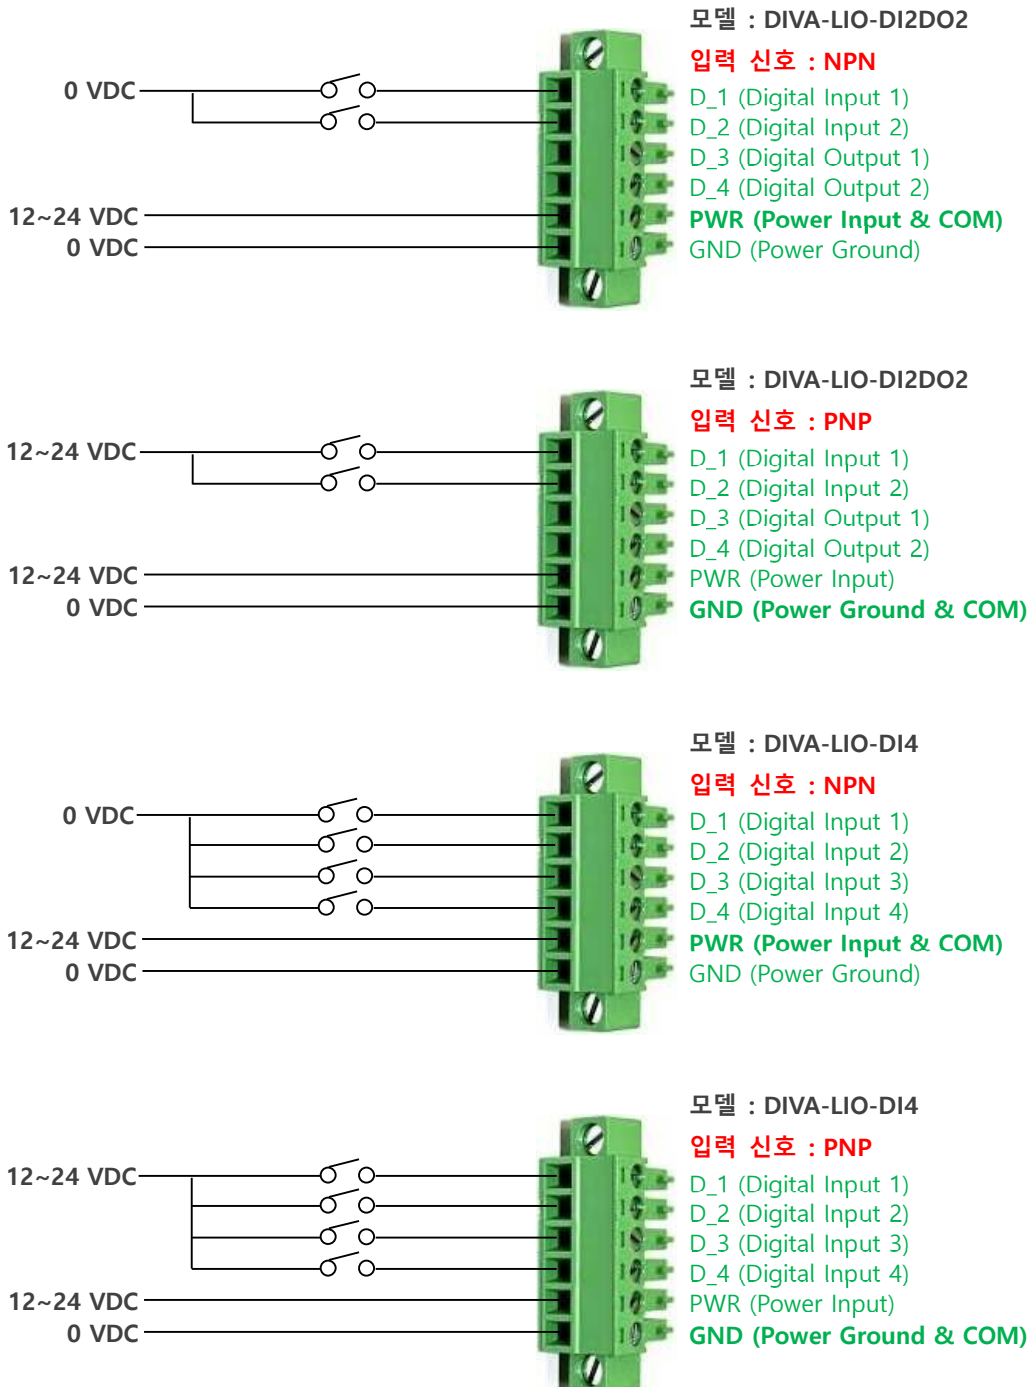 모델 : DIVA-LIO-DI2DO2
입력 신호 : NPN
0 VDC
D_1 (Digital Input 1)
D_2 (Digital Input 2)
D_3 (Digital Output 1)
D_4 (Digital Output 2)
12~24 VDC
PWR (Power Input & COM)
0 VDC
GND (Power Ground)
모델 : DIVA-LIO-DI2DO2
입력 신호 : PNP
12~24 VDC
D_1 (Digital Input 1)
D_2 (Digital Input 2)
D_3 (Digital Output 1)
D_4 (Digital Output 2)
12~24 VDC
PWR (Power Input)
0 VDC
GND (Power Ground & COM)
모델 : DIVA-LIO-DI4
입력 신호 : NPN
0 VDC
D_1 (Digital Input 1)
D_2 (Digital Input 2)
D_3 (Digital Input 3)
D_4 (Digital Input 4)
12~24 VDC
PWR (Power Input & COM)
0 VDC
GND (Power Ground)
모델 : DIVA-LIO-DI4
입력 신호 : PNP
12~24 VDC
D_1 (Digital Input 1)
D_2 (Digital Input 2)
D_3 (Digital Input 3)
D_4 (Digital Input 4)
12~24 VDC
PWR (Power Input)
0 VDC
GND (Power Ground & COM)